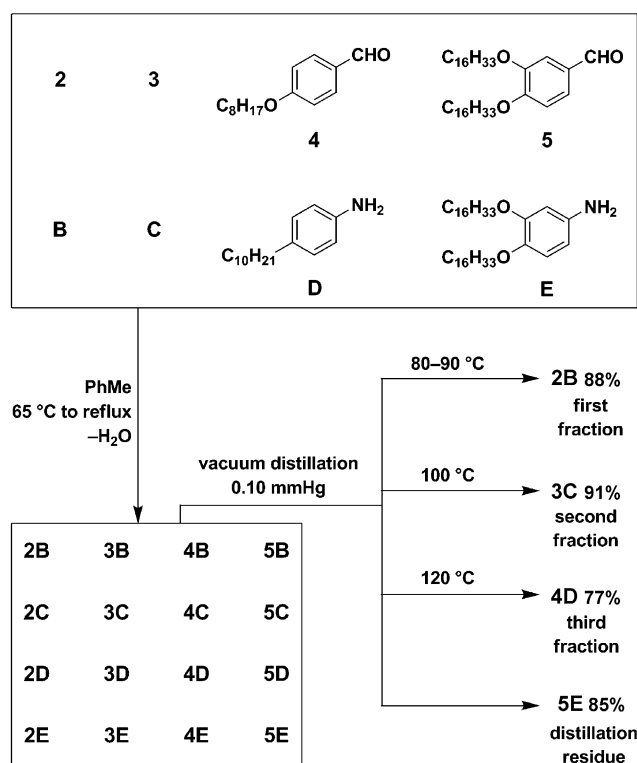 2 3
CHO
C8H17 O
4
C16H33O CHO
C16H33O
5
B C
NH2
C10H21
D
C16H33O NH2
C16H33O
E
PhMe
65 °C to reflux
–H2O
vacuum distillation
0.10 mmHg
80–90 °C
2B 88%
first
fraction
100 °C
3C 91%
second
fraction
120 °C
4D 77%
third
fraction
5E 85%
distillation
residue
2B 3B 4B 5B
2C 3C 4C 5C
2D 3D 4D 5D
2E 3E 4E 5E